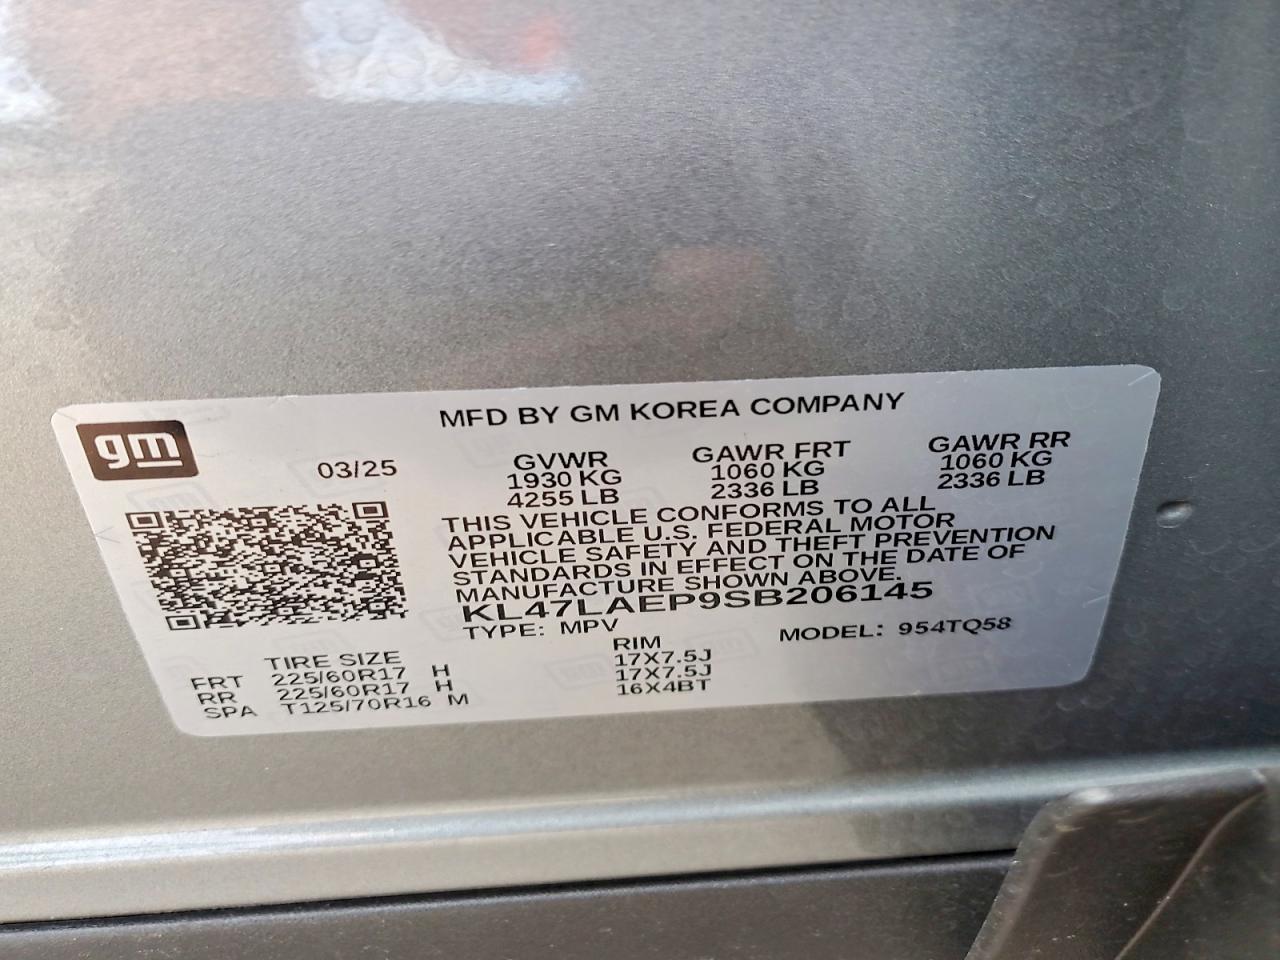 MFD BY GM KOREA COMPANY
gm
03/25
GVWR GAWR FRT GAWR RR
1930 KG 1060 KG 1060 KG
4255 LB 2336 LB 2336 LB
THIS VEHICLE CONFORMS TO ALL
APPLICABLE U.S. FEDERAL MOTOR
VEHICLE SAFETY AND THEFT PREVENTION
STANDARDS IN EFFECT ON THE DATE OF
MANUFACTURE SHOWN ABOVE.
KL47LAEP9SB206145
TYPE: MPV MODEL: 954TQ58
TIRE SIZE RIM
FRT 225/60R17 H 17X7.5J
RR 225/60R17 H 17X7.5J
SPA T125/70R16 M 16X4BT